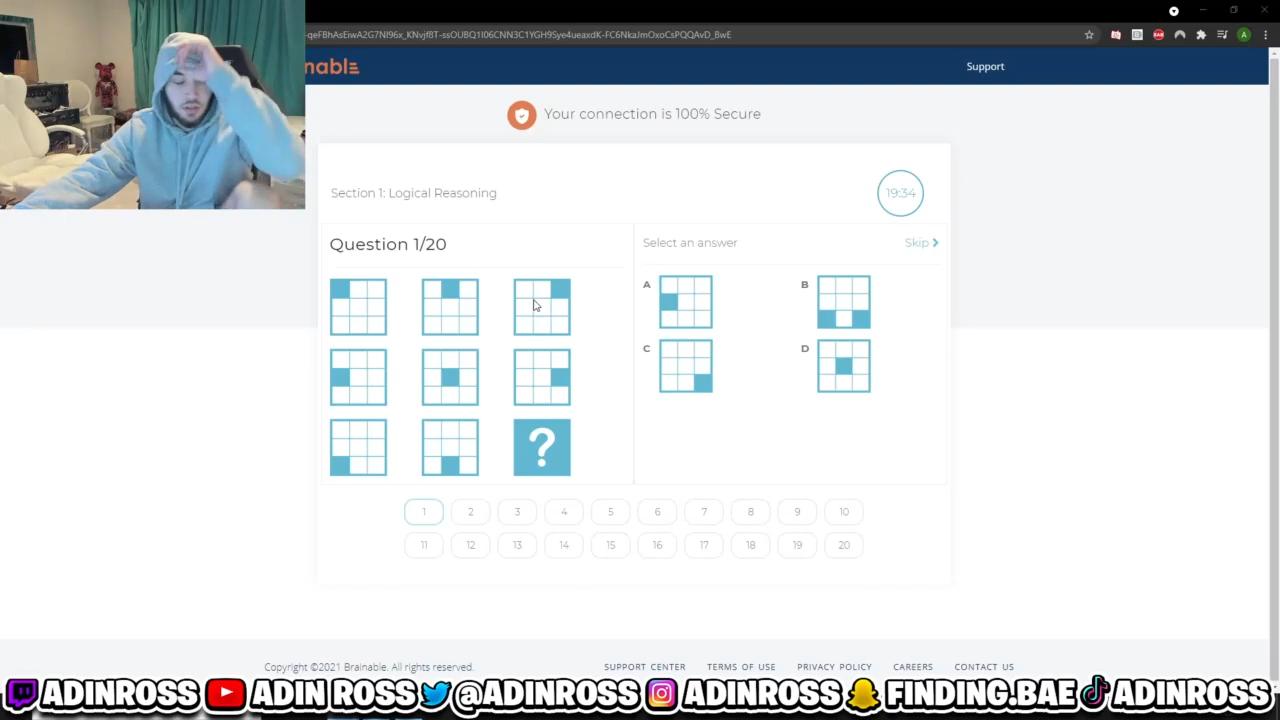 -qeFBhAsEiwA2G7NI96x_KNvjf8T-ssOUBQ1I06CNN3C1YGH9Sye4ueaxdK-FC6NkaJmOxoCsPQQAvD_BwE
nable
Support
Your connection is 100% Secure
Section 1: Logical Reasoning
19:34
Question 1/20
Select an answer
Skip
A
B
C
D
?
1 2 3 4 5 6 7 8 9 10
11 12 13 14 15 16 17 18 19 20
Copyright ©2021 Brainable. All rights reserved.
SUPPORT CENTER TERMS OF USE PRIVACY POLICY CAREERS CONTACT US
ADINROSS ADIN ROSS @ADINROSS ADINROSS FINDING.BAE ADINROSS